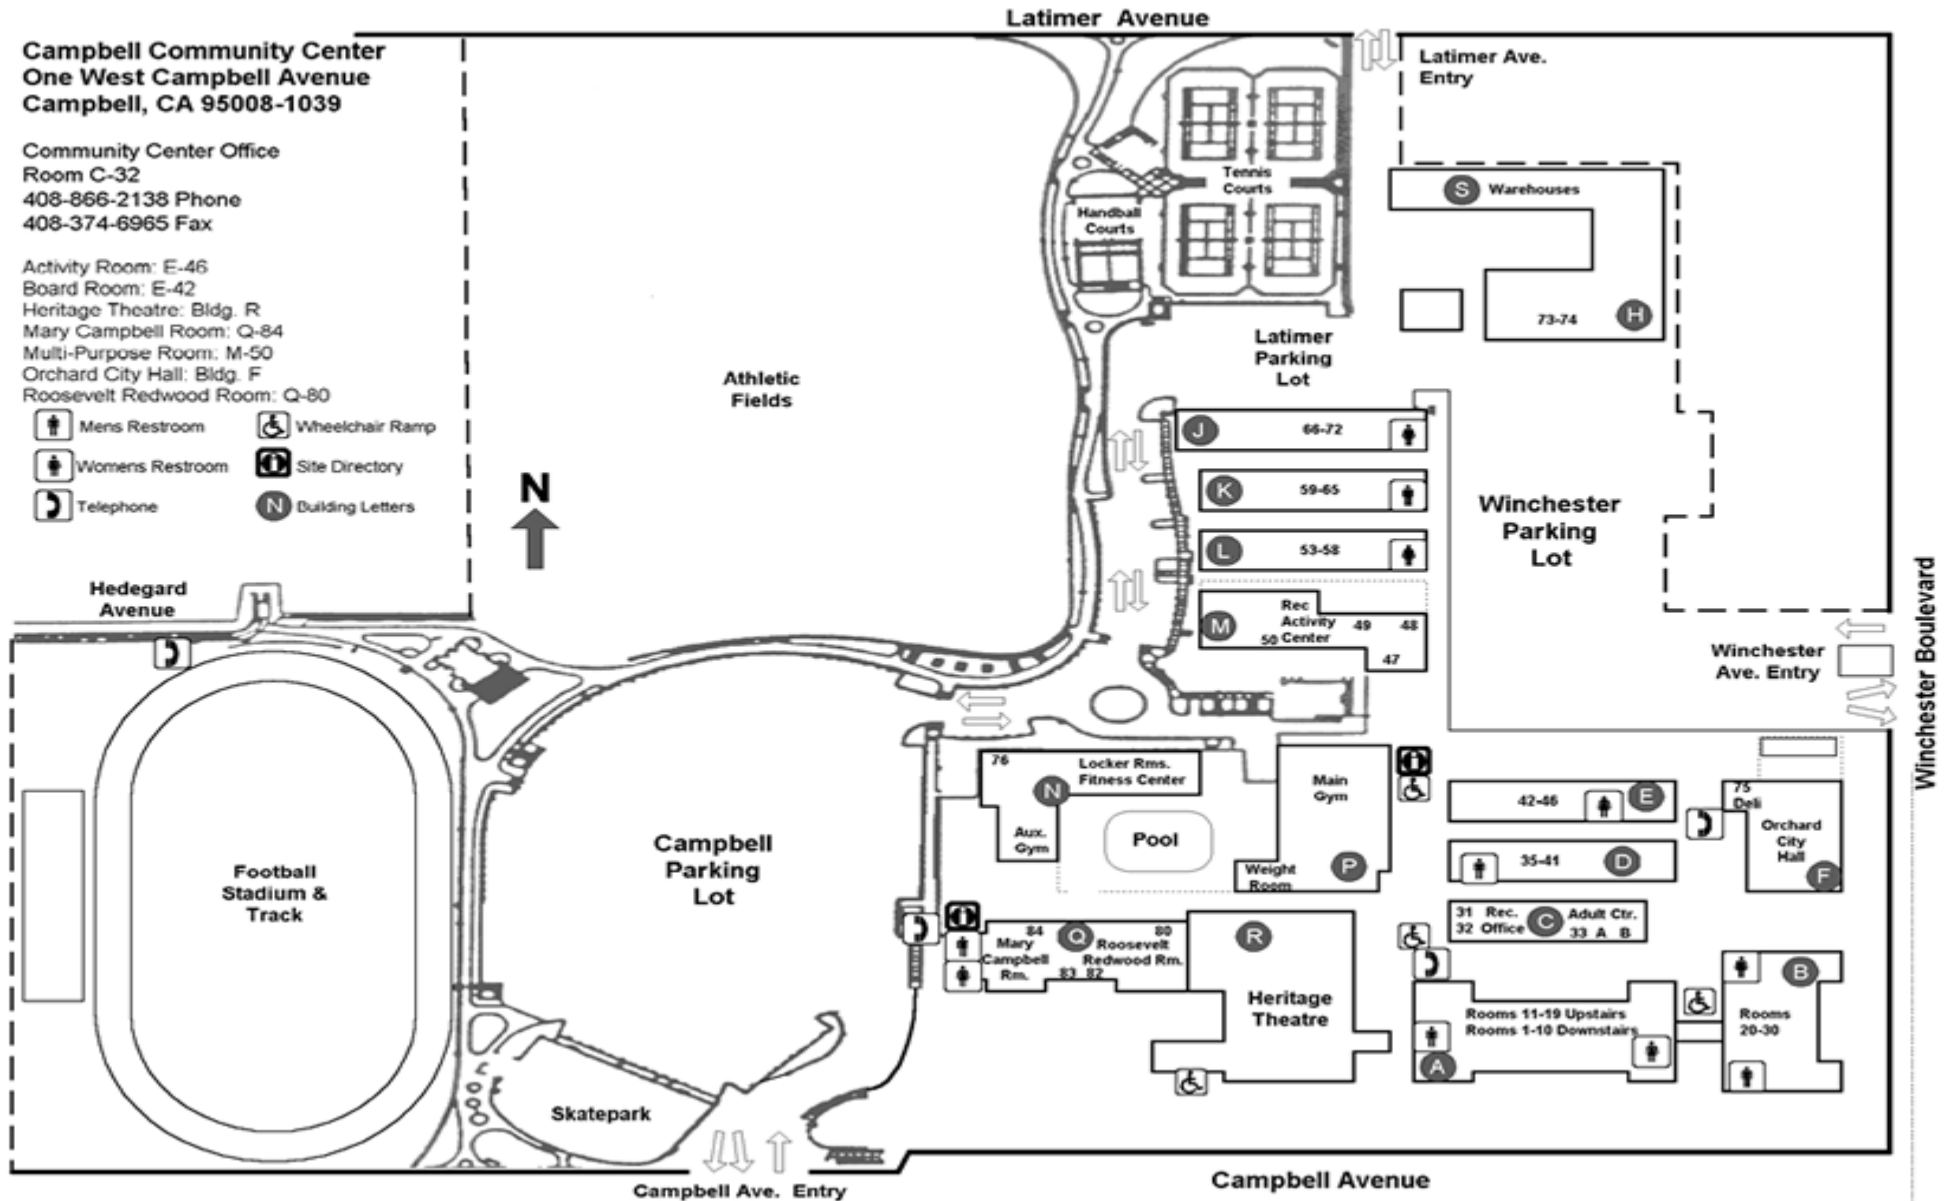 Latimer Avenue
Campbell Community Center
One West Campbell Avenue
Campbell, CA 95008-1039
Community Center Office
Room C-32
408-866-2138 Phone
408-374-6965 Fax
Activity Room: E-46
Board Room: E-42
Heritage Theatre: Bldg. R
Mary Campbell Room: Q-84
Multi-Purpose Room: M-50
Orchard City Hall: Bldg. F
Roosevelt Redwood Room: Q-80
Mens Restroom
Wheelchair Ramp
Womens Restroom
Site Directory
Telephone
N Building Letters
N
Latimer Ave.
Entry
Tennis
Courts
Handball
Courts
S Warehouses
73-74 H
Latimer
Parking
Lot
Athletic
Fields
J 66-72
K 59-65
L 53-58
Winchester
Parking
Lot
M
Rec
Activity
Center
50
49
48
47
Hedegard
Avenue
Winchester
Ave. Entry
Winchester Boulevard
76
Locker Rms.
Fitness Center
N
Aux.
Gym
Pool
Main
Gym
Weight
Room
P
42-46 E
35-41 D
75
Deli
Orchard
City
Hall
F
Campbell
Parking
Lot
Football
Stadium &
Track
31 Rec.
32 Office
C
Adult Ctr.
33 A B
84
Q
80
Mary
Campbell
Rm.
Roosevelt
Redwood Rm.
83 82
R
Heritage
Theatre
Rooms 11-19 Upstairs
Rooms 1-10 Downstairs
A
B
Rooms
20-30
Skatepark
Campbell Ave. Entry
Campbell Avenue